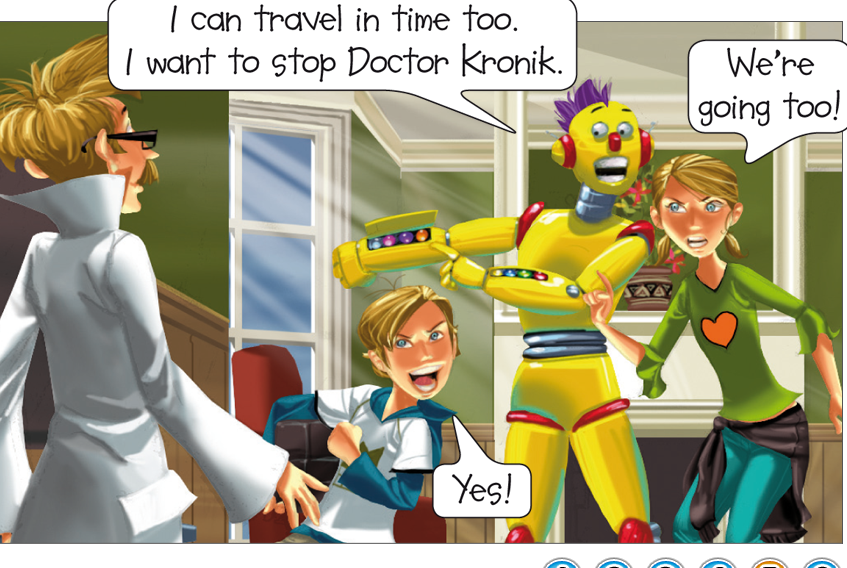 I can travel in time too.
I want to stop Doctor Kronik.
We're
going too!
Yes!